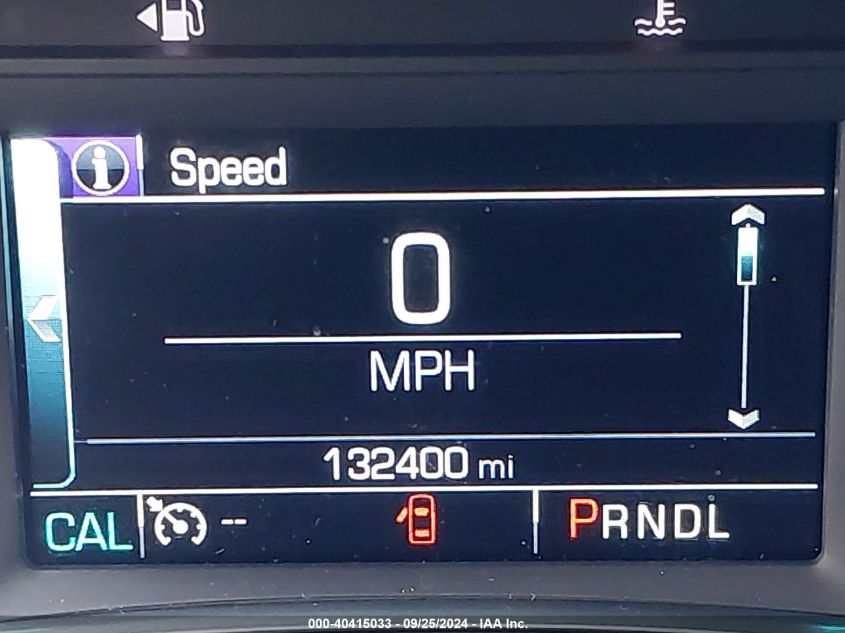 Speed
0
MPH
132400 mi
CAL -- PRNDL
000-40415033 - 09/25/2024 - IAA Inc.